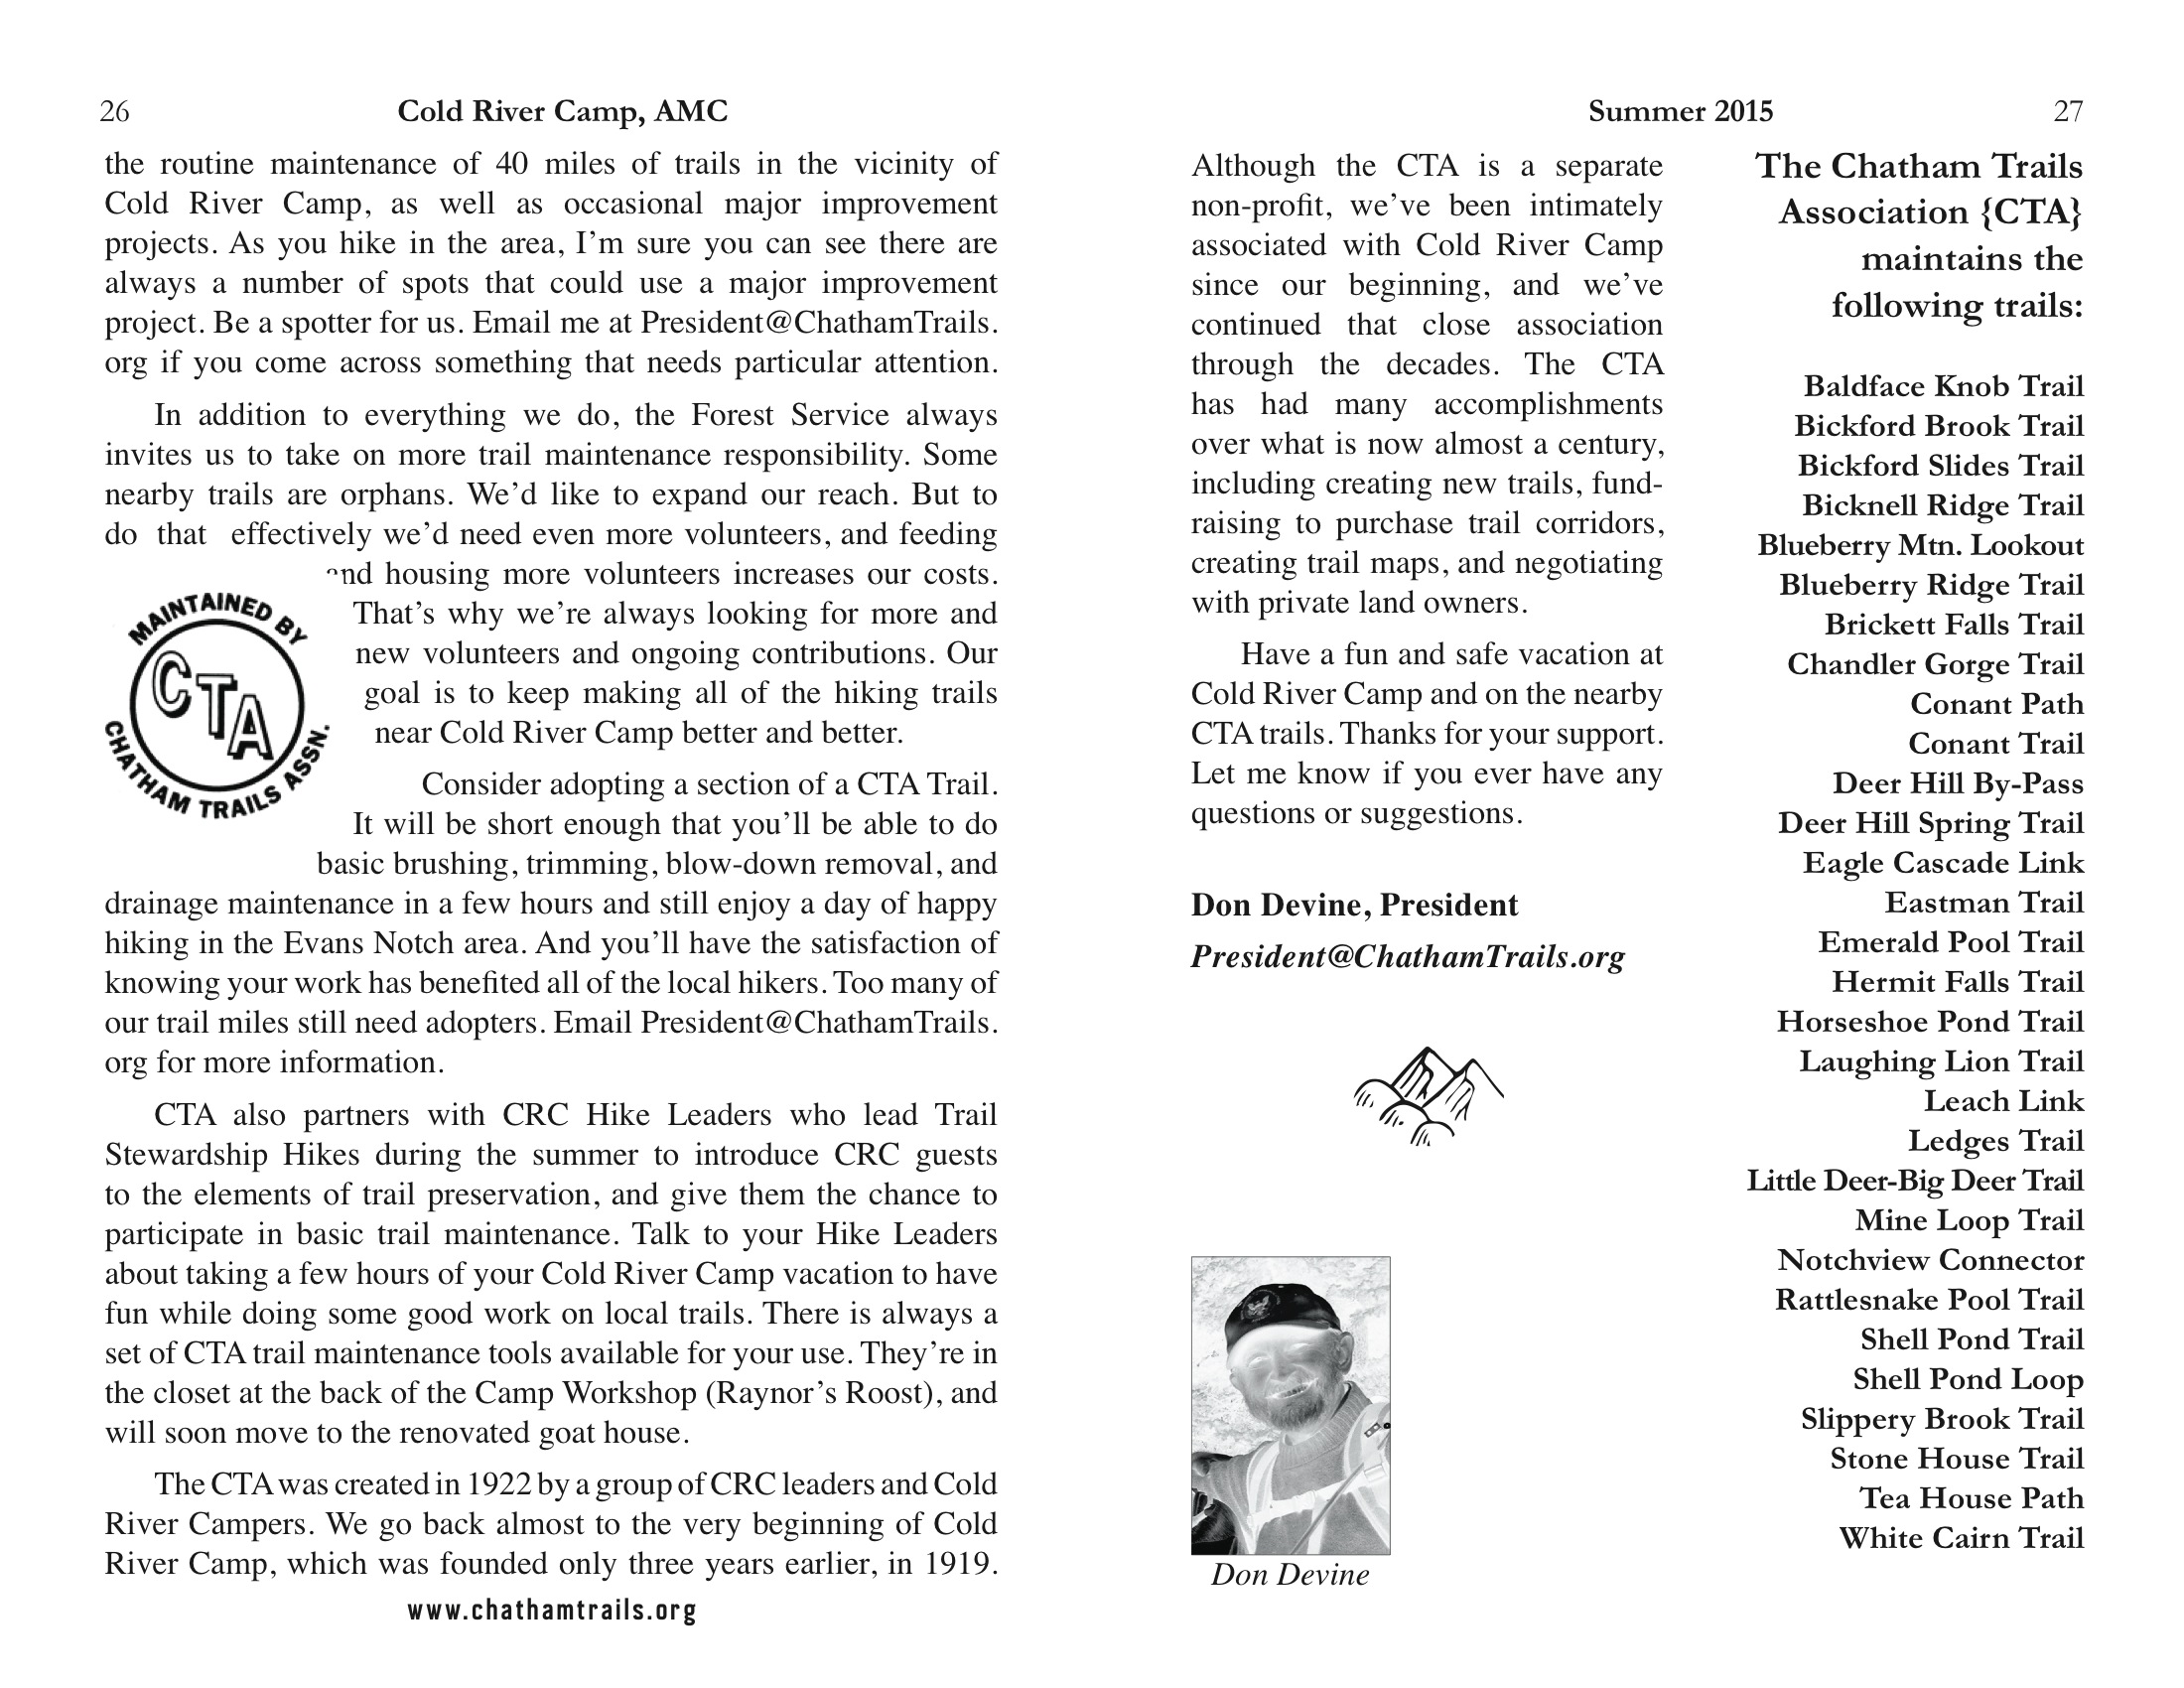 26
Cold River Camp, AMC
the routine maintenance of 40 miles of trails in the vicinity of
Cold River Camp, as well as occasional major improvement
projects. As you hike in the area, I'm sure you can see there are
always a number of spots that could use a major improvement
project. Be a spotter for us. Email me at President@ChathamTrails.
org if you come across something that needs particular attention.
In addition to everything we do, the Forest Service always
invites us to take on more trail maintenance responsibility. Some
nearby trails are orphans. We'd like to expand our reach. But to
do that effectively we'd need even more volunteers, and feeding
and housing more volunteers increases our costs.
That's why we're always looking for more and
new volunteers and ongoing contributions. Our
goal is to keep making all of the hiking trails
near Cold River Camp better and better.
MAINTAINED BY
CTA
CHATHAM TRAILS ASSN.
Consider adopting a section of a CTA Trail.
It will be short enough that you'll be able to do
basic brushing, trimming, blow-down removal, and
drainage maintenance in a few hours and still enjoy a day of happy
hiking in the Evans Notch area. And you'll have the satisfaction of
knowing your work has benefited all of the local hikers. Too many of
our trail miles still need adopters. Email President@ChathamTrails.
org for more information.
CTA also partners with CRC Hike Leaders who lead Trail
Stewardship Hikes during the summer to introduce CRC guests
to the elements of trail preservation, and give them the chance to
participate in basic trail maintenance. Talk to your Hike Leaders
about taking a few hours of your Cold River Camp vacation to have
fun while doing some good work on local trails. There is always a
set of CTA trail maintenance tools available for your use. They're in
the closet at the back of the Camp Workshop (Raynor's Roost), and
will soon move to the renovated goat house.
The CTA was created in 1922 by a group of CRC leaders and Cold
River Campers. We go back almost to the very beginning of Cold
River Camp, which was founded only three years earlier, in 1919.
www.chathamtrails.org
Summer 2015
27
Although the CTA is a separate
non-profit, we've been intimately
associated with Cold River Camp
since our beginning, and we've
continued that close association
through the decades. The CTA
has had many accomplishments
over what is now almost a century,
including creating new trails, fund-
raising to purchase trail corridors,
creating trail maps, and negotiating
with private land owners.
Have a fun and safe vacation at
Cold River Camp and on the nearby
CTA trails. Thanks for your support.
Let me know if you ever have any
questions or suggestions.
Don Devine, President
President@ChathamTrails.org
Don Devine
The Chatham Trails
Association {CTA}
maintains the
following trails:
Baldface Knob Trail
Bickford Brook Trail
Bickford Slides Trail
Bicknell Ridge Trail
Blueberry Mtn. Lookout
Blueberry Ridge Trail
Brickett Falls Trail
Chandler Gorge Trail
Conant Path
Conant Trail
Deer Hill By-Pass
Deer Hill Spring Trail
Eagle Cascade Link
Eastman Trail
Emerald Pool Trail
Hermit Falls Trail
Horseshoe Pond Trail
Laughing Lion Trail
Leach Link
Ledges Trail
Little Deer-Big Deer Trail
Mine Loop Trail
Notchview Connector
Rattlesnake Pool Trail
Shell Pond Trail
Shell Pond Loop
Slippery Brook Trail
Stone House Trail
Tea House Path
White Cairn Trail